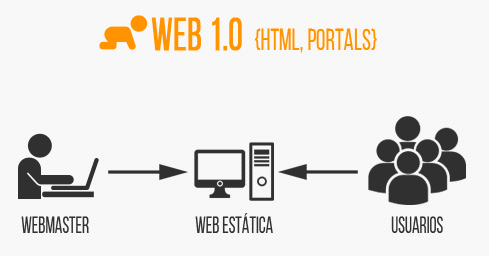 WEB 1.0 {HTML, PORTALS}
WEBMASTER
WEB ESTÁTICA
USUARIOS